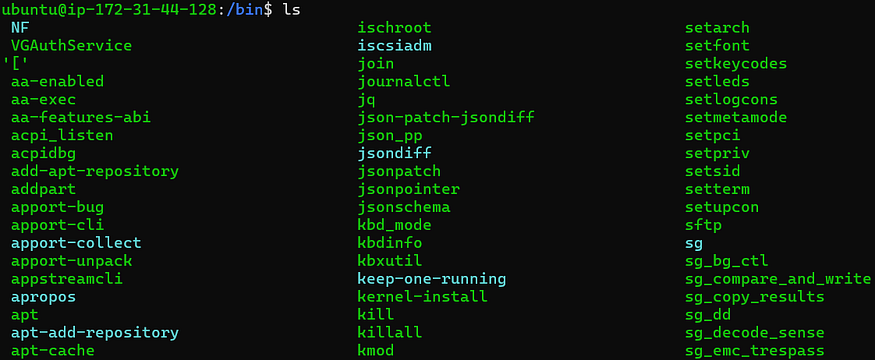 ubuntu@ip-172-31-44-128:/bin$ ls
NF ischroot setarch
VGAuthService iscsiadm setfont
'[' join setkeycodes
aa-enabled journalctl setleds
aa-exec jq setlogcons
aa-features-abi json-patch-jsondiff setmetamode
acpi_listen json_pp setpci
acpidbg jsondiff setpriv
add-apt-repository jsonpatch setsid
addpart jsonpointer setterm
apport-bug jsonschema setupcon
apport-cli kbd_mode sftp
apport-collect kbdinfo sg
apport-unpack kbxutil sg_bg_ctl
appstreamcli keep-one-running sg_compare_and_write
apropos kernel-install sg_copy_results
apt kill sg_dd
apt-add-repository killall sg_decode_sense
apt-cache kmod sg_emc_trespass